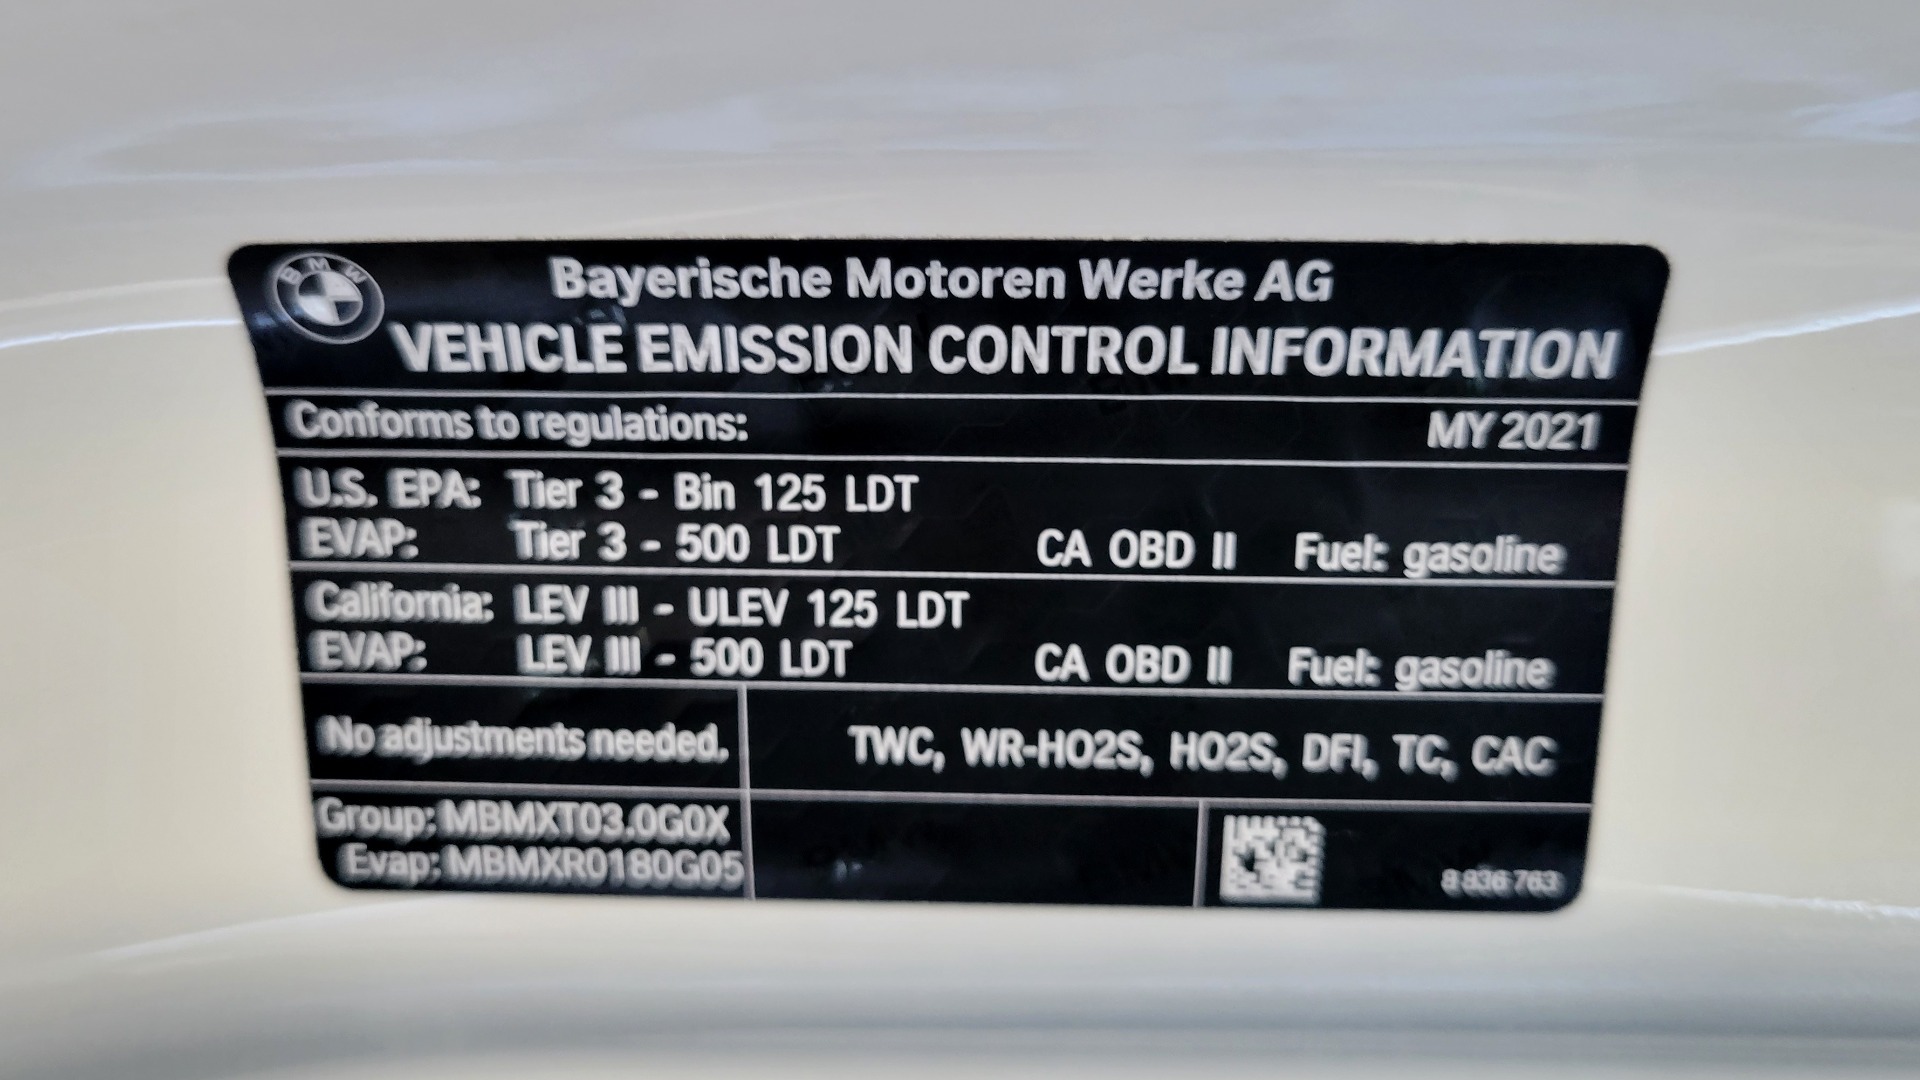 BMW
Bayerische Motoren Werke AG
VEHICLE EMISSION CONTROL INFORMATION
Conforms to regulations: MY 2021
U.S. EPA: Tier 3 - Bin 125 LDT
EVAP: Tier 3 - 500 LDT CA OBD II Fuel: gasoline
California: LEV III - ULEV 125 LDT
EVAP: LEV III - 500 LDT CA OBD II Fuel: gasoline
No adjustments needed.
TWC, WR-HO2S, HO2S, DFI, TC, CAC
Group: MBMXT03.0G0X
Evap: MBMXR0180G05
8 836 763